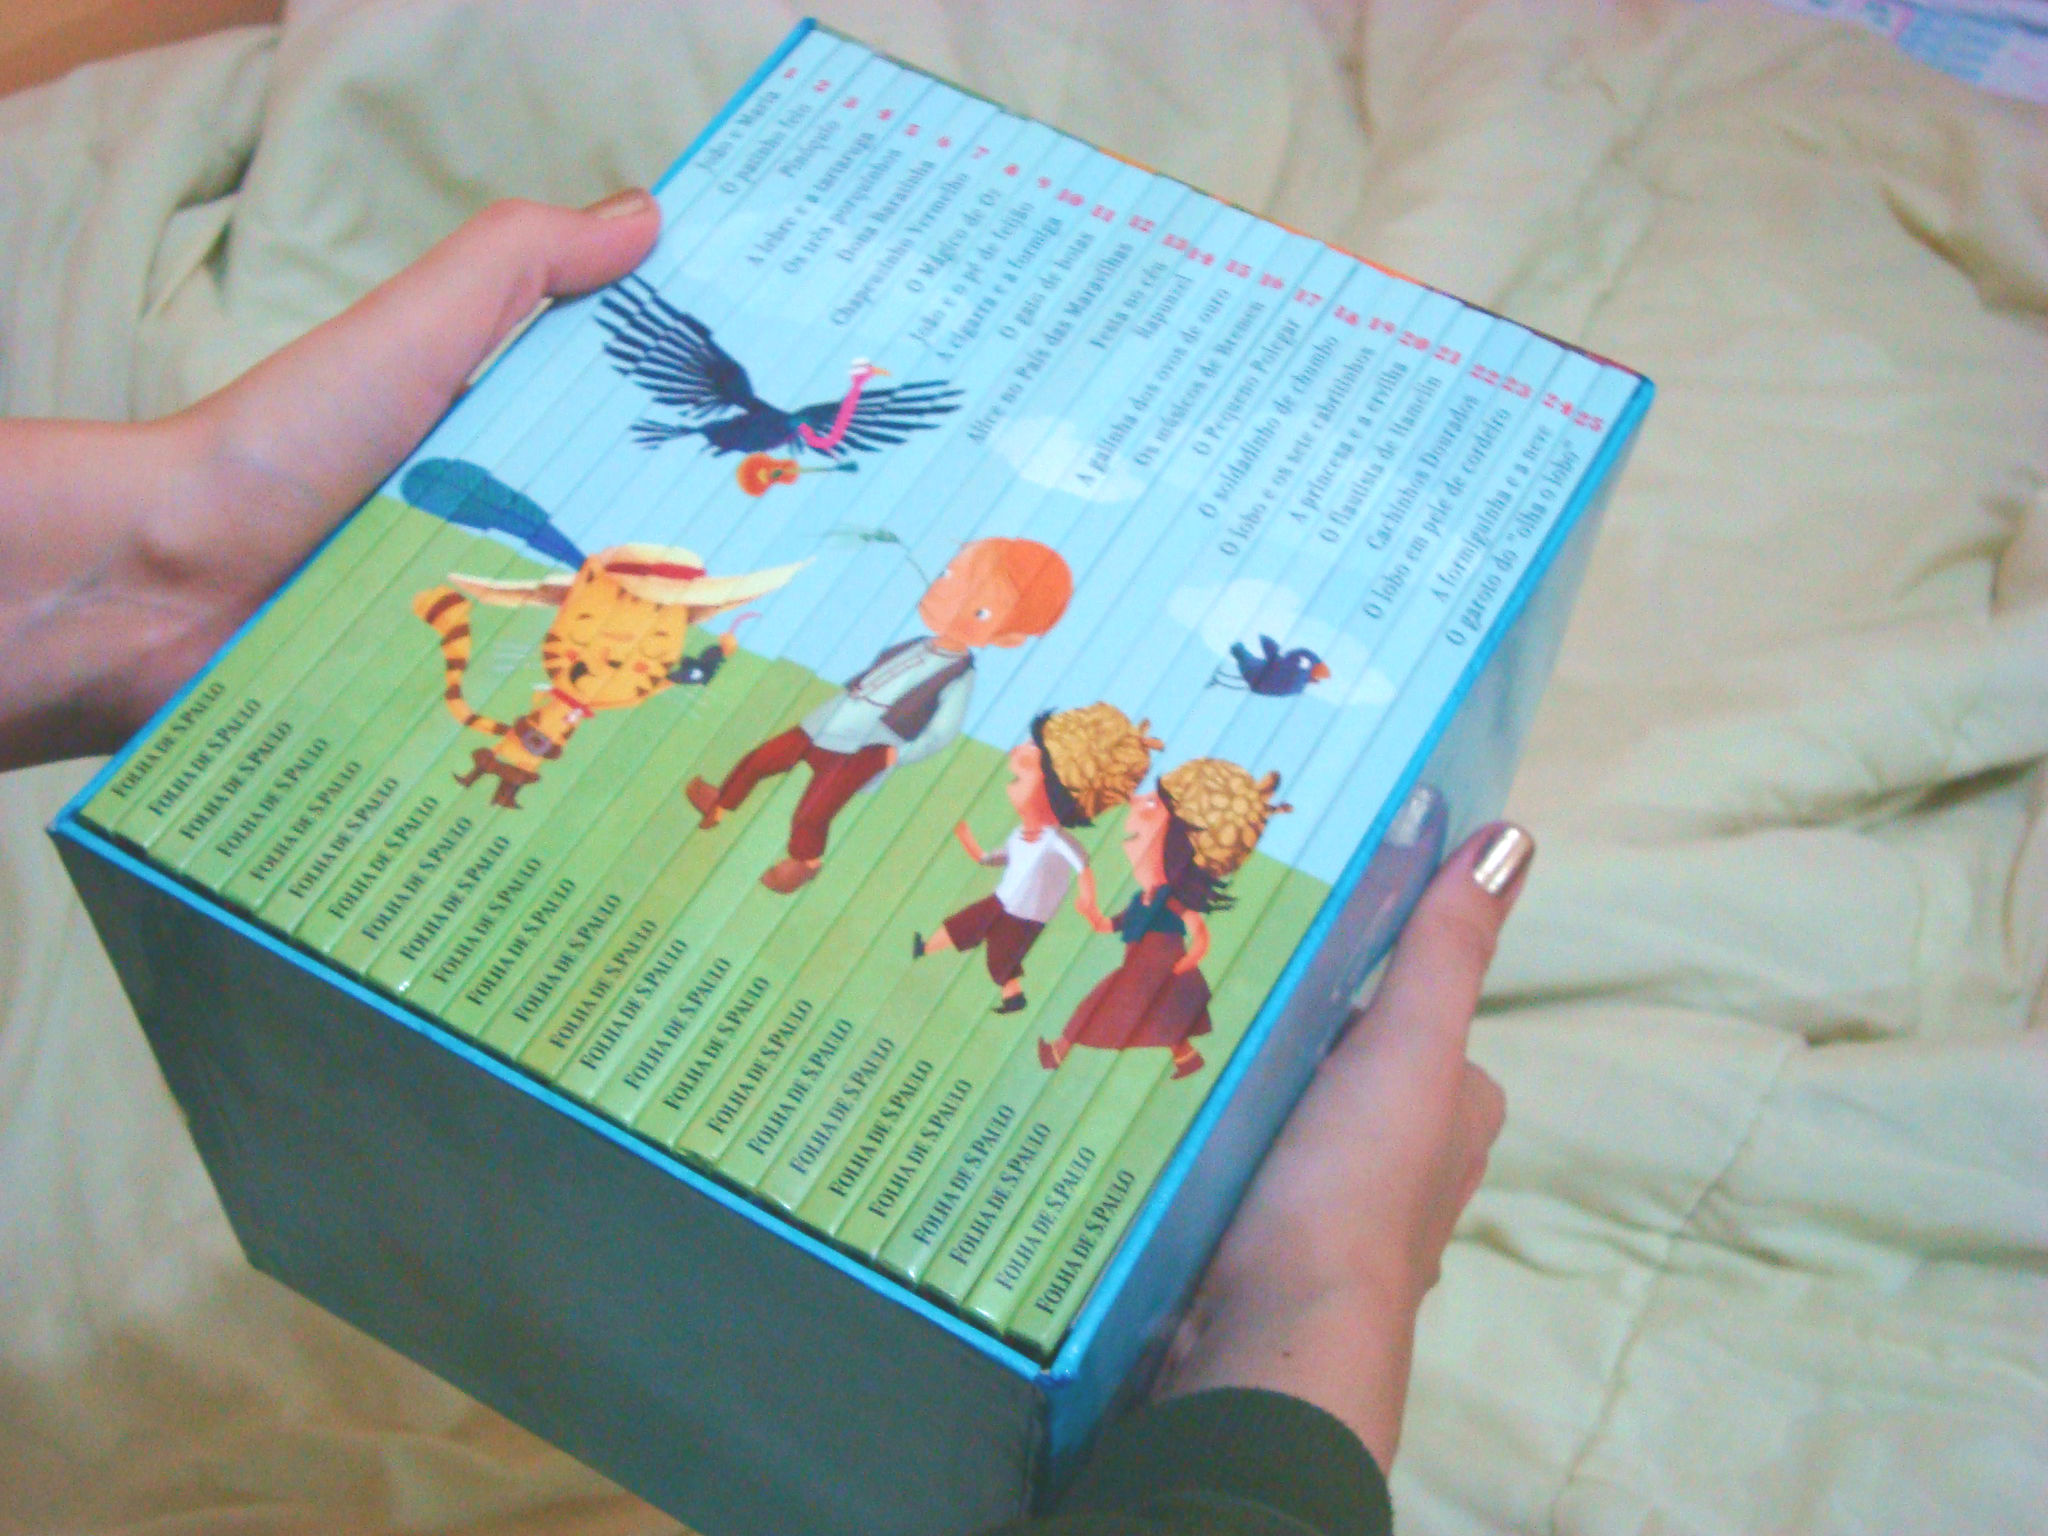 1 João e Maria FOLHA DE S.PAULO
2 O patinho feio FOLHA DE S.PAULO
3 Pinóquio FOLHA DE S.PAULO
4 A lebre e a tartaruga FOLHA DE S.PAULO
5 Os três porquinhos FOLHA DE S.PAULO
6 Dona Baratinha FOLHA DE S.PAULO
7 Chapeuzinho Vermelho FOLHA DE S.PAULO
8 O Mágico de Oz FOLHA DE S.PAULO
9 João e o pé de feijão FOLHA DE S.PAULO
10 A cigarra e a formiga FOLHA DE S.PAULO
11 O gato de botas FOLHA DE S.PAULO
12 Alice no País das Maravilhas FOLHA DE S.PAULO
13 Festa no céu FOLHA DE S.PAULO
14 Rapunzel FOLHA DE S.PAULO
15 A galinha dos ovos de ouro FOLHA DE S.PAULO
16 Os músicos de Bremen FOLHA DE S.PAULO
17 O Pequeno Polegar FOLHA DE S.PAULO
18 O soldadinho de chumbo FOLHA DE S.PAULO
19 O lobo e os sete cabritinhos FOLHA DE S.PAULO
20 A princesa e a ervilha FOLHA DE S.PAULO
21 O flautista de Hamelin FOLHA DE S.PAULO
22 Cachinhos Dourados FOLHA DE S.PAULO
23 O lobo em pele de cordeiro FOLHA DE S.PAULO
24 A formiguinha e a neve FOLHA DE S.PAULO
25 O garoto do "olha o lobo" FOLHA DE S.PAULO